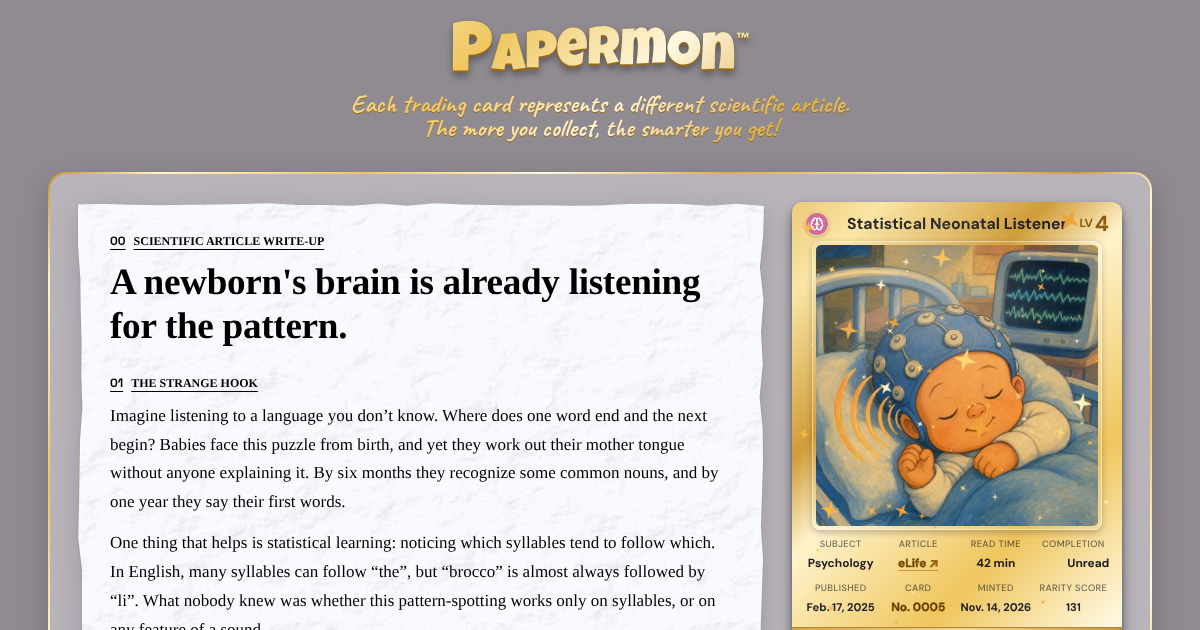 Papermon™
Each trading card represents a different scientific article.
The more you collect, the smarter you get!
00 SCIENTIFIC ARTICLE WRITE-UP
A newborn's brain is already listening
for the pattern.
01 THE STRANGE HOOK
Imagine listening to a language you don’t know. Where does one word end and the next
begin? Babies face this puzzle from birth, and yet they work out their mother tongue
without anyone explaining it. By six months they recognize some common nouns, and by
one year they say their first words.
One thing that helps is statistical learning: noticing which syllables tend to follow which.
In English, many syllables can follow “the”, but “brocco” is almost always followed by
“li”. What nobody knew was whether this pattern-spotting works only on syllables, or on
any feature of a sound.
Statistical Neonatal Listener LV 4
SUBJECT ARTICLE READ TIME COMPLETION
Psychology eLife ↗ 42 min Unread
PUBLISHED CARD MINTED RARITY SCORE
Feb. 17, 2025 No. 0005 Nov. 14, 2026 131